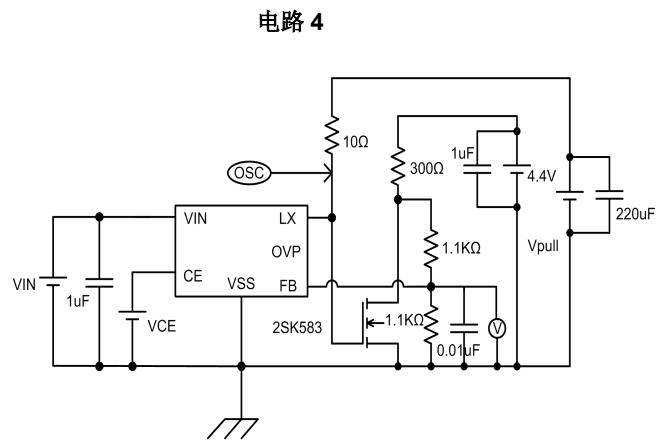 电路 4
10Ω
OSC
300Ω
1uF
4.4V
220uF
VIN
LX
OVP
1.1KΩ
Vpull
CE
VSS
FB
VIN
1uF
VCE
2SK583
1.1KΩ
V
0.01uF